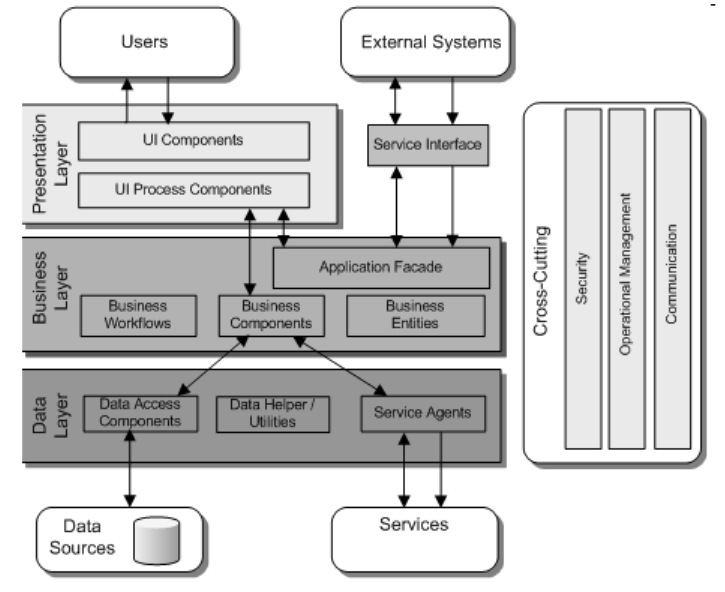 Users
External Systems
Presentation
Layer
UI Components
UI Process Components
Service Interface
Business
Layer
Application Facade
Business
Workflows
Business
Components
Business
Entities
Data
Layer
Data Access
Components
Data Helper /
Utilities
Service Agents
Data
Sources
Services
Cross-Cutting
Security
Operational Management
Communication
-